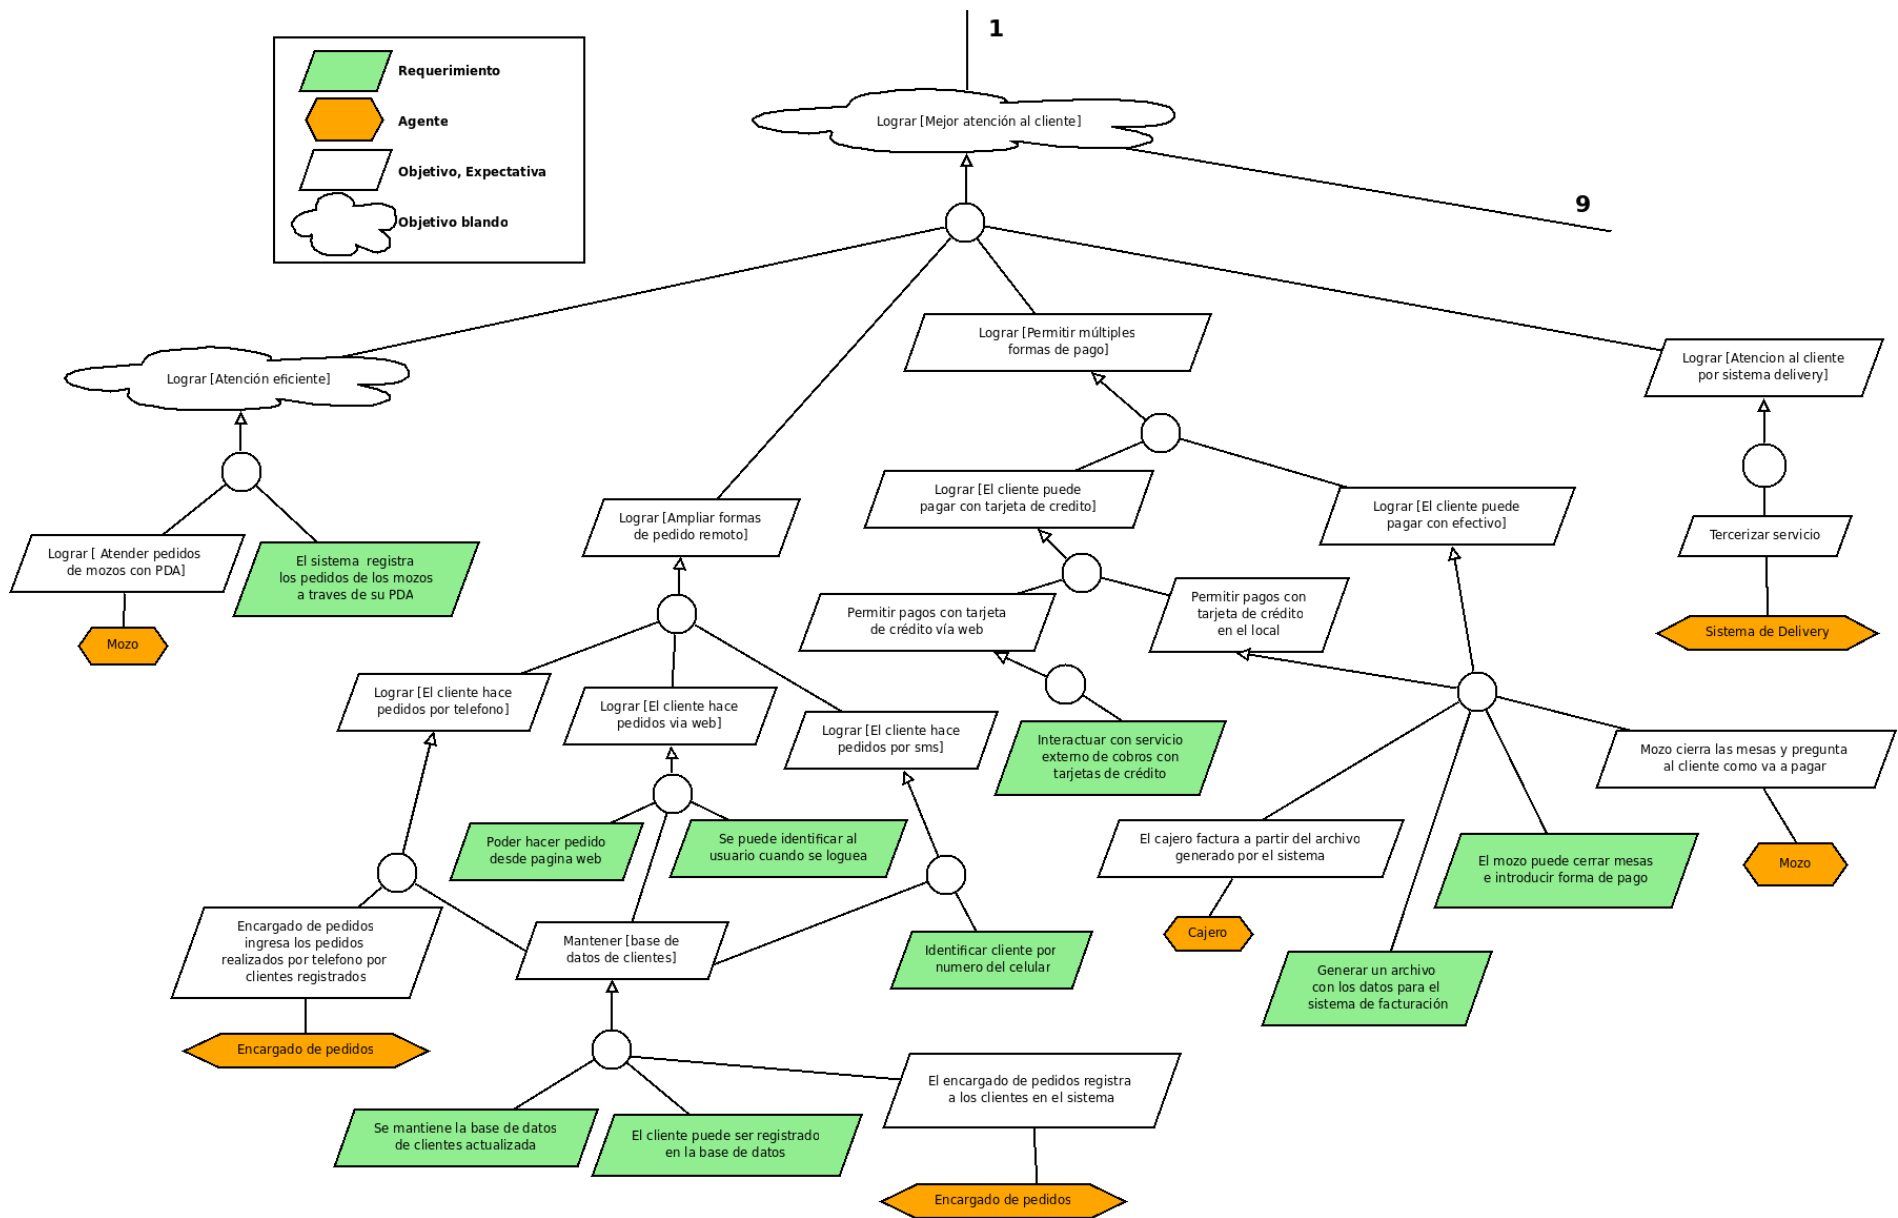 1
Requerimiento
Agente
Objetivo, Expectativa
Objetivo blando
Lograr [Mejor atención al cliente]
9
Lograr [Permitir múltiples
formas de pago]
Lograr [Atencion al cliente
por sistema delivery]
Lograr [Atención eficiente]
Lograr [El cliente puede
pagar con tarjeta de credito]
Lograr [El cliente puede
pagar con efectivo]
Lograr [Ampliar formas
de pedido remoto]
Tercerizar servicio
Lograr [ Atender pedidos
de mozos con PDA]
El sistema  registra
los pedidos de los mozos
a traves de su PDA
Mozo
Permitir pagos con tarjeta
de crédito vía web
Permitir pagos con
tarjeta de crédito
en el local
Sistema de Delivery
Lograr [El cliente hace
pedidos por telefono]
Lograr [El cliente hace
pedidos via web]
Lograr [El cliente hace
pedidos por sms]
Interactuar con servicio
externo de cobros con
tarjetas de crédito
Mozo cierra las mesas y pregunta
al cliente como va a pagar
Poder hacer pedido
desde pagina web
Se puede identificar al
usuario cuando se loguea
El cajero factura a partir del archivo
generado por el sistema
El mozo puede cerrar mesas
e introducir forma de pago
Mozo
Encargado de pedidos
ingresa los pedidos
realizados por telefono por
clientes registrados
Mantener [base de
datos de clientes]
Identificar cliente por
numero del celular
Cajero
Generar un archivo
con los datos para el
sistema de facturación
Encargado de pedidos
El encargado de pedidos registra
a los clientes en el sistema
Se mantiene la base de datos
de clientes actualizada
El cliente puede ser registrado
en la base de datos
Encargado de pedidos